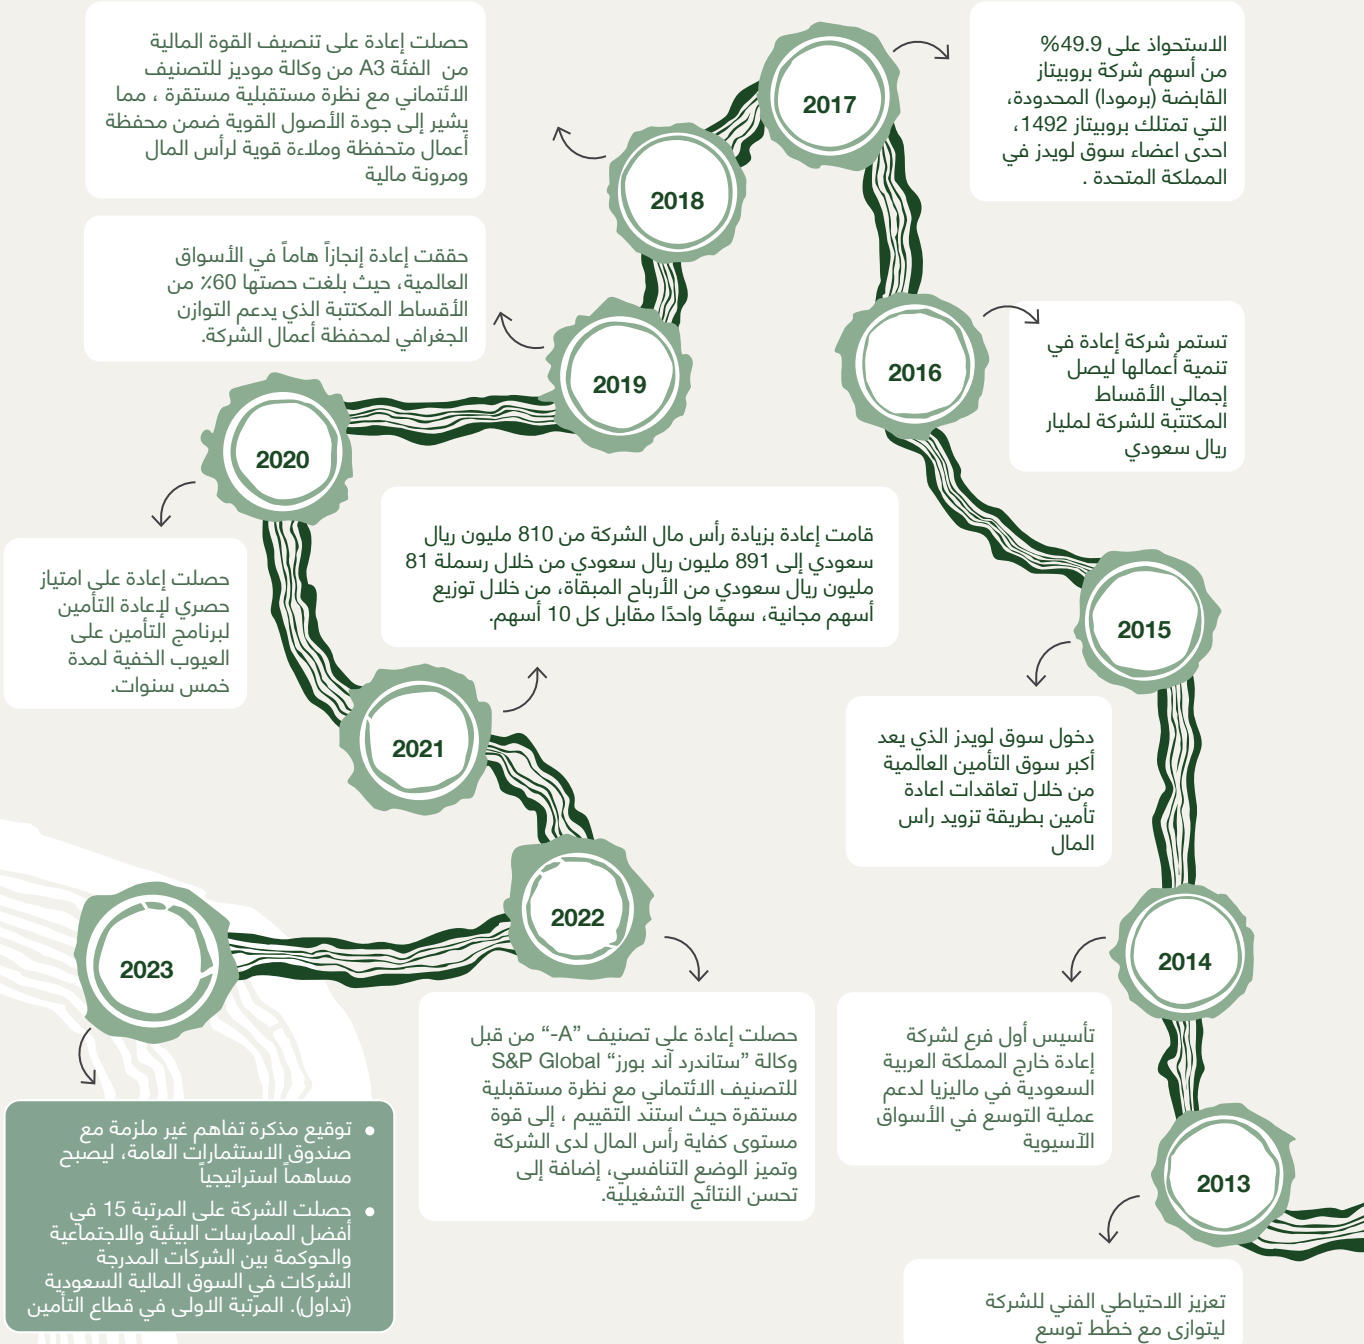 2017
الاستحواذ على 49.9%
من أسهم شركة بروبيتاز
القابضة (برمودا) المحدودة،
التي تمتلك بروبيتاز 1492،
احدى اعضاء سوق لويدز في
المملكة المتحدة .
2018
حصلت إعادة على تنصيف القوة المالية
من الفئة A3 من وكالة موديز للتصنيف
الائتماني مع نظرة مستقبلية مستقرة ، مما
يشير إلى جودة الأصول القوية ضمن محفظة
أعمال متحفظة وملاءة قوية لرأس المال
ومرونة مالية
2019
حققت إعادة إنجازاً هاماً في الأسواق
العالمية، حيث بلغت حصتها 60٪ من
الأقساط المكتتبة الذي يدعم التوازن
الجغرافي لمحفظة أعمال الشركة.
2016
تستمر شركة إعادة في
تنمية أعمالها ليصل
إجمالي الأقساط
المكتتبة للشركة لمليار
ريال سعودي
2020
حصلت إعادة على امتياز
حصري لإعادة التأمين
لبرنامج التأمين على
العيوب الخفية لمدة
خمس سنوات.
قامت إعادة بزيادة رأس مال الشركة من 810 مليون ريال
سعودي إلى 891 مليون ريال سعودي من خلال رسملة 81
مليون ريال سعودي من الأرباح المبقاة، من خلال توزيع
أسهم مجانية، سهمًا واحدًا مقابل كل 10 أسهم.
2021
2015
دخول سوق لويدز الذي يعد
أكبر سوق التأمين العالمية
من خلال تعاقدات اعادة
تأمين بطريقة تزويد راس
المال
2022
حصلت إعادة على تصنيف “A-” من قبل
وكالة “ستاندرد آند بورز” S&P Global
للتصنيف الائتماني مع نظرة مستقبلية
مستقرة حيث استند التقييم ، إلى قوة
مستوى كفاية رأس المال لدى الشركة
وتميز الوضع التنافسي، إضافة إلى
تحسن النتائج التشغيلية.
2014
تأسيس أول فرع لشركة
إعادة خارج المملكة العربية
السعودية في ماليزيا لدعم
عملية التوسع في الأسواق
الآسيوية
2023
• توقيع مذكرة تفاهم غير ملزمة مع
صندوق الاستثمارات العامة، ليصبح
مساهماً استراتيجياً
• حصلت الشركة على المرتبة 15 في
أفضل الممارسات البيئية والاجتماعية
والحوكمة بين الشركات المدرجة
الشركات في السوق المالية السعودية
(تداول). المرتبة الاولى في قطاع التأمين
2013
تعزيز الاحتياطي الفني للشركة
ليتوازى مع خطط توسع